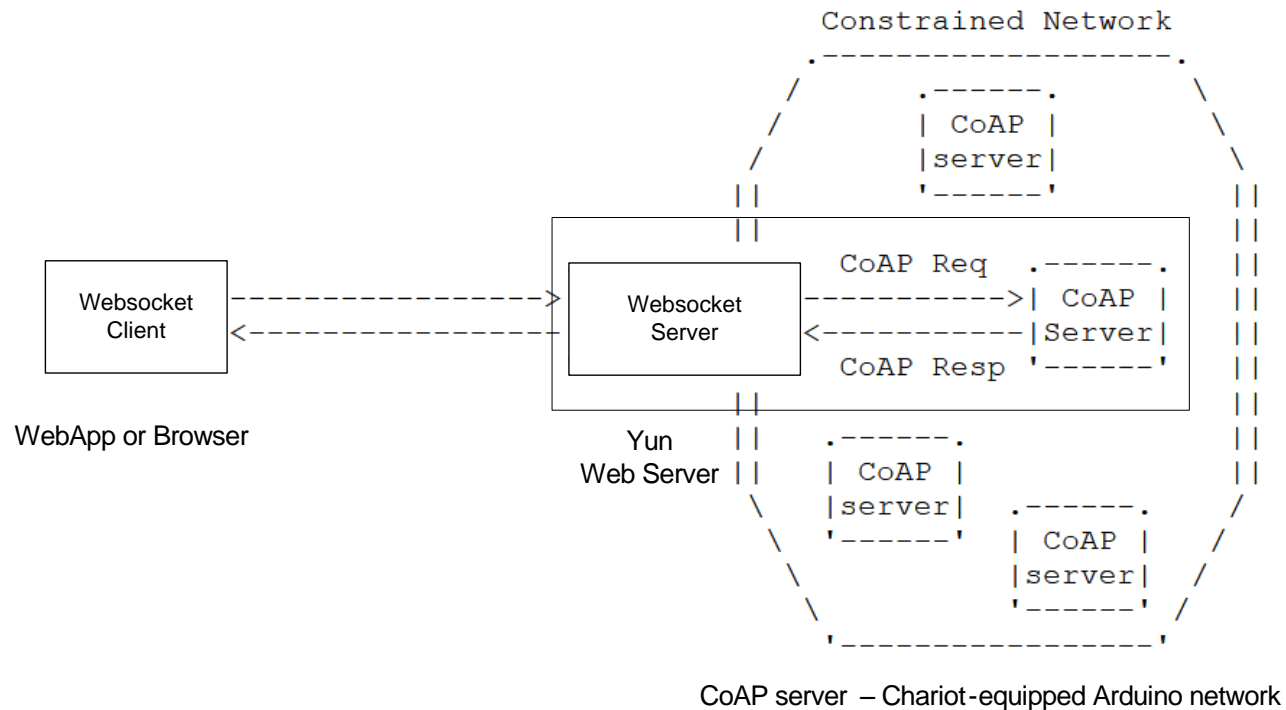 Constrained Network
CoAP
server
CoAP Req
Websocket
Client
Websocket
Server
CoAP
Server
CoAP Resp
WebApp or Browser
Yun
Web Server
CoAP
server
CoAP
server
CoAP server – Chariot-equipped Arduino network